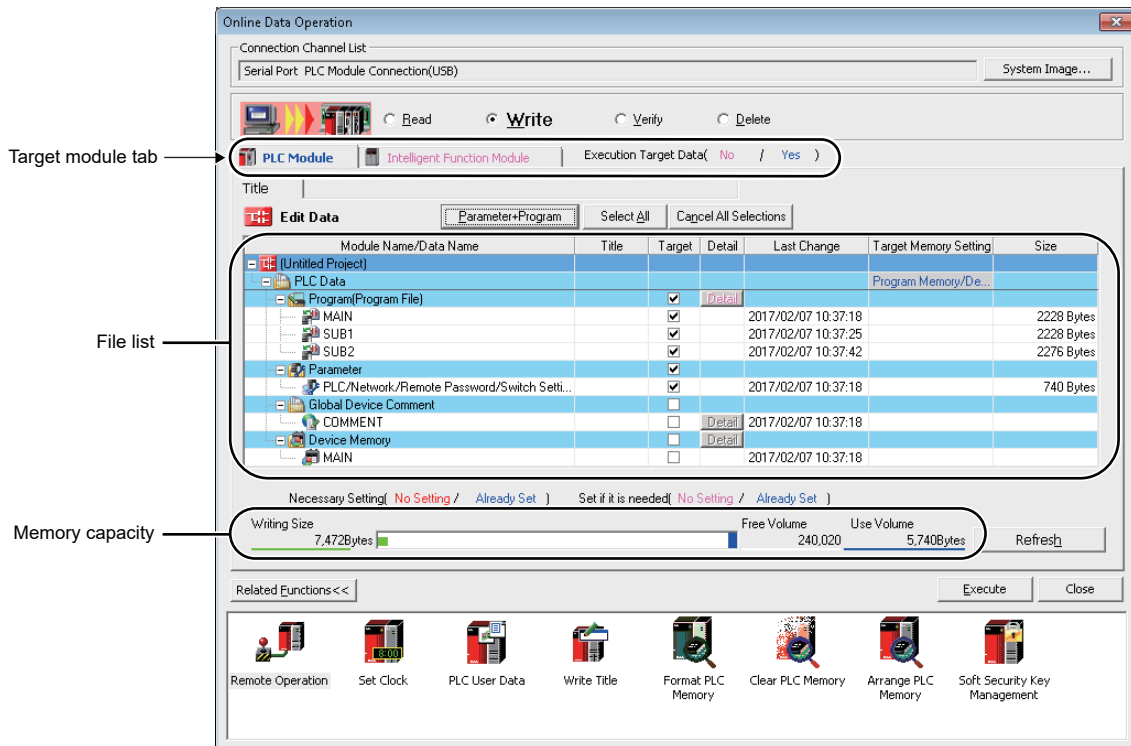 Online Data Operation
Connection Channel List
Serial Port PLC Module Connection(USB)
System Image...
Read
Write
Verify
Delete
Target module tab
PLC Module
Intelligent Function Module
Execution Target Data( No / Yes )
Title
Edit Data
Parameter+Program
Select All
Cancel All Selections
Module Name/Data Name Title Target Detail Last Change Target Memory Setting Size
(Untitled Project)
PLC Data Program Memory/De...
Program(Program File) Detail
MAIN 2017/02/07 10:37:18 2228 Bytes
File list
SUB1 2017/02/07 10:37:25 2228 Bytes
SUB2 2017/02/07 10:37:42 2276 Bytes
Parameter
PLC/Network/Remote Password/Switch Setti... 2017/02/07 10:37:18 740 Bytes
Global Device Comment
COMMENT Detail 2017/02/07 10:37:18
Device Memory Detail
MAIN 2017/02/07 10:37:18
Necessary Setting( No Setting / Already Set ) Set if it is needed( No Setting / Already Set )
Memory capacity
Writing Size Free Volume Use Volume
7,472Bytes 240,020 5,740Bytes
Refresh
Related Functions<<
Execute
Close
8:00
Remote Operation
Set Clock
PLC User Data
Write Title
Format PLC
Memory
Clear PLC Memory
Arrange PLC
Memory
Soft Security Key
Management